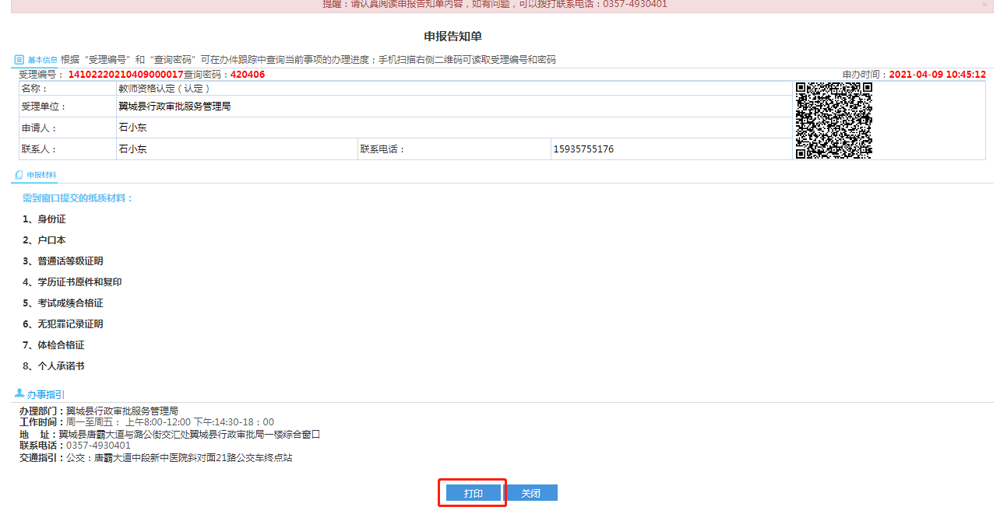 提醒：请认真阅读申报告知单内容，如有问题，可以拨打联系电话：0357-4930401 ×
申报告知单
基本信息 根据“受理编号”和“查询密码”可在办件跟踪中查询当前事项的办理进度；手机扫描右侧二维码可读取受理编号和密码
受理编号： 14102220210409000017查询密码：420406 申办时间：2021-04-09 10:45:12
名称： 教师资格认定（认定）
受理单位： 翼城县行政审批服务管理局
申请人： 石小东
联系人： 石小东 联系电话： 15935755176
申报材料
需到窗口提交的纸质材料：
1、身份证
2、户口本
3、普通话等级证明
4、学历证书原件和复印
5、考试成绩合格证
6、无犯罪记录证明
7、体检合格证
8、个人承诺书
办事指引
办理部门：翼城县行政审批服务管理局
工作时间：周一至周五： 上午8:00-12:00 下午:14:30-18：00
地 址：翼城县唐霸大道与潞公街交汇处翼城县行政审批局一楼综合窗口
联系电话：0357-4930401
交通指引：公交：唐霸大道中段新中医院斜对面21路公交车终点站
打印 关闭